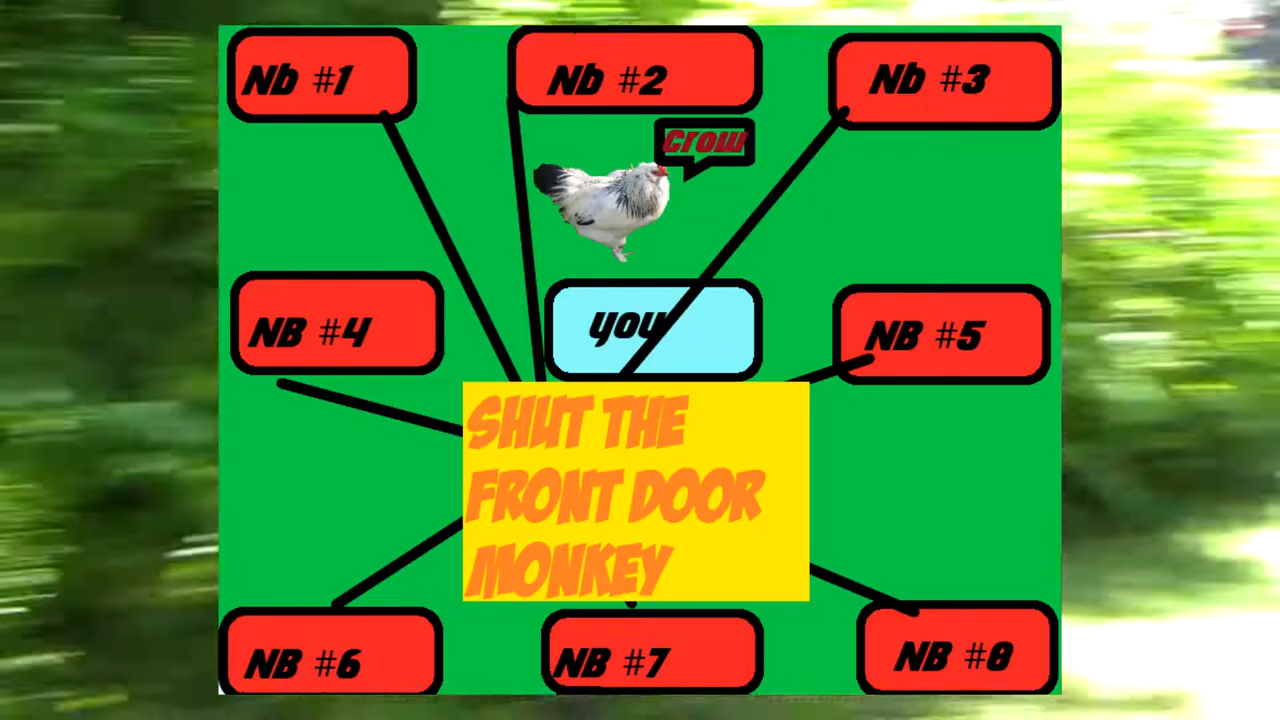 Nb #1
Nb #2
Nb #3
crow
NB #4
you
NB #5
SHUT THE
FRONT DOOR
MONKEY
NB #6
NB #7
NB #8